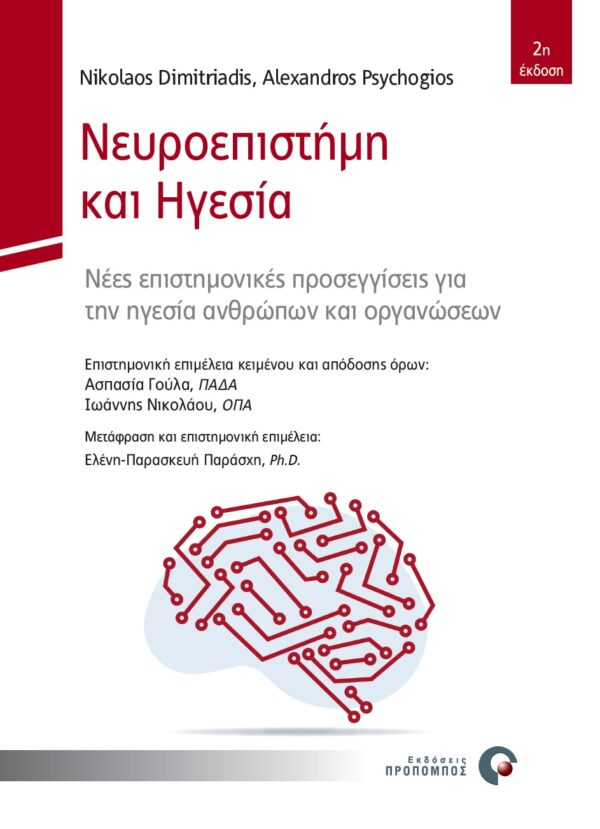 2η
έκδοση
Nikolaos Dimitriadis, Alexandros Psychogios
Νευροεπιστήμη
και Ηγεσία
Νέες επιστημονικές προσεγγίσεις για
την ηγεσία ανθρώπων και οργανώσεων
Επιστημονική επιμέλεια κειμένου και απόδοσης όρων:
Ασπασία Γούλα, ΠΑΔΑ
Ιωάννης Νικολάου, ΟΠΑ
Μετάφραση και επιστημονική επιμέλεια:
Ελένη-Παρασκευή Παράσχη, Ph.D.
Εκδόσεις
ΠΡΟΠΟΜΠΟΣ